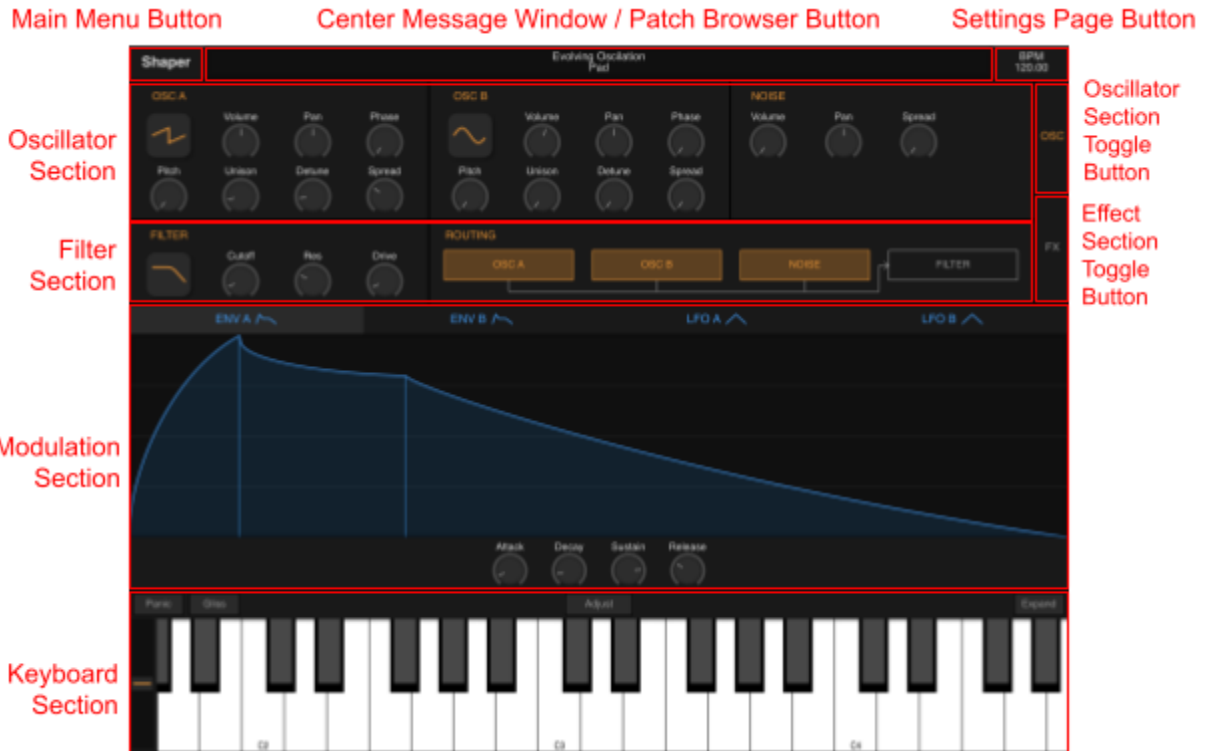 Main Menu Button
Center Message Window / Patch Browser Button
Settings Page Button
Shaper
Evolving Oscilation
Pad
BPM
120.00
Oscillator
Section
OSC A
Volume Pan Phase
Pitch Unison Detune Spread
OSC B
Volume Pan Phase
Pitch Unison Detune Spread
NOISE
Volume Pan Spread
OSC
Oscillator
Section
Toggle
Button
Filter
Section
FILTER
Cutoff Res Drive
ROUTING
OSC A OSC B NOISE FILTER
FX
Effect
Section
Toggle
Button
ENV A ENV B LFO A LFO B
Modulation
Section
Attack Decay Sustain Release
Panic Gliss Adjust Expand
Keyboard
Section
C2 C3 C4